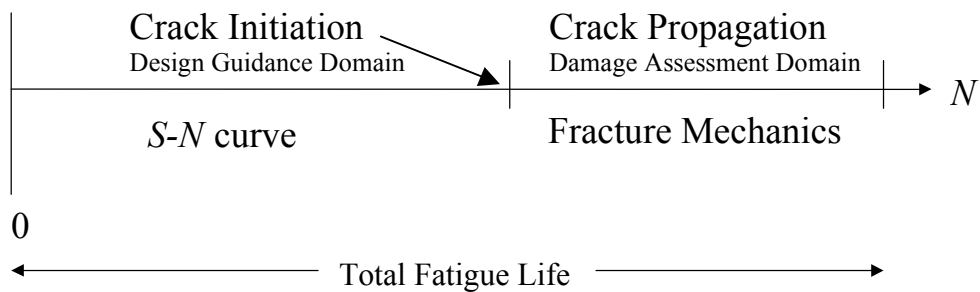 Crack Initiation
Design Guidance Domain
Crack Propagation
Damage Assessment Domain
N
S-N curve
Fracture Mechanics
0
Total Fatigue Life